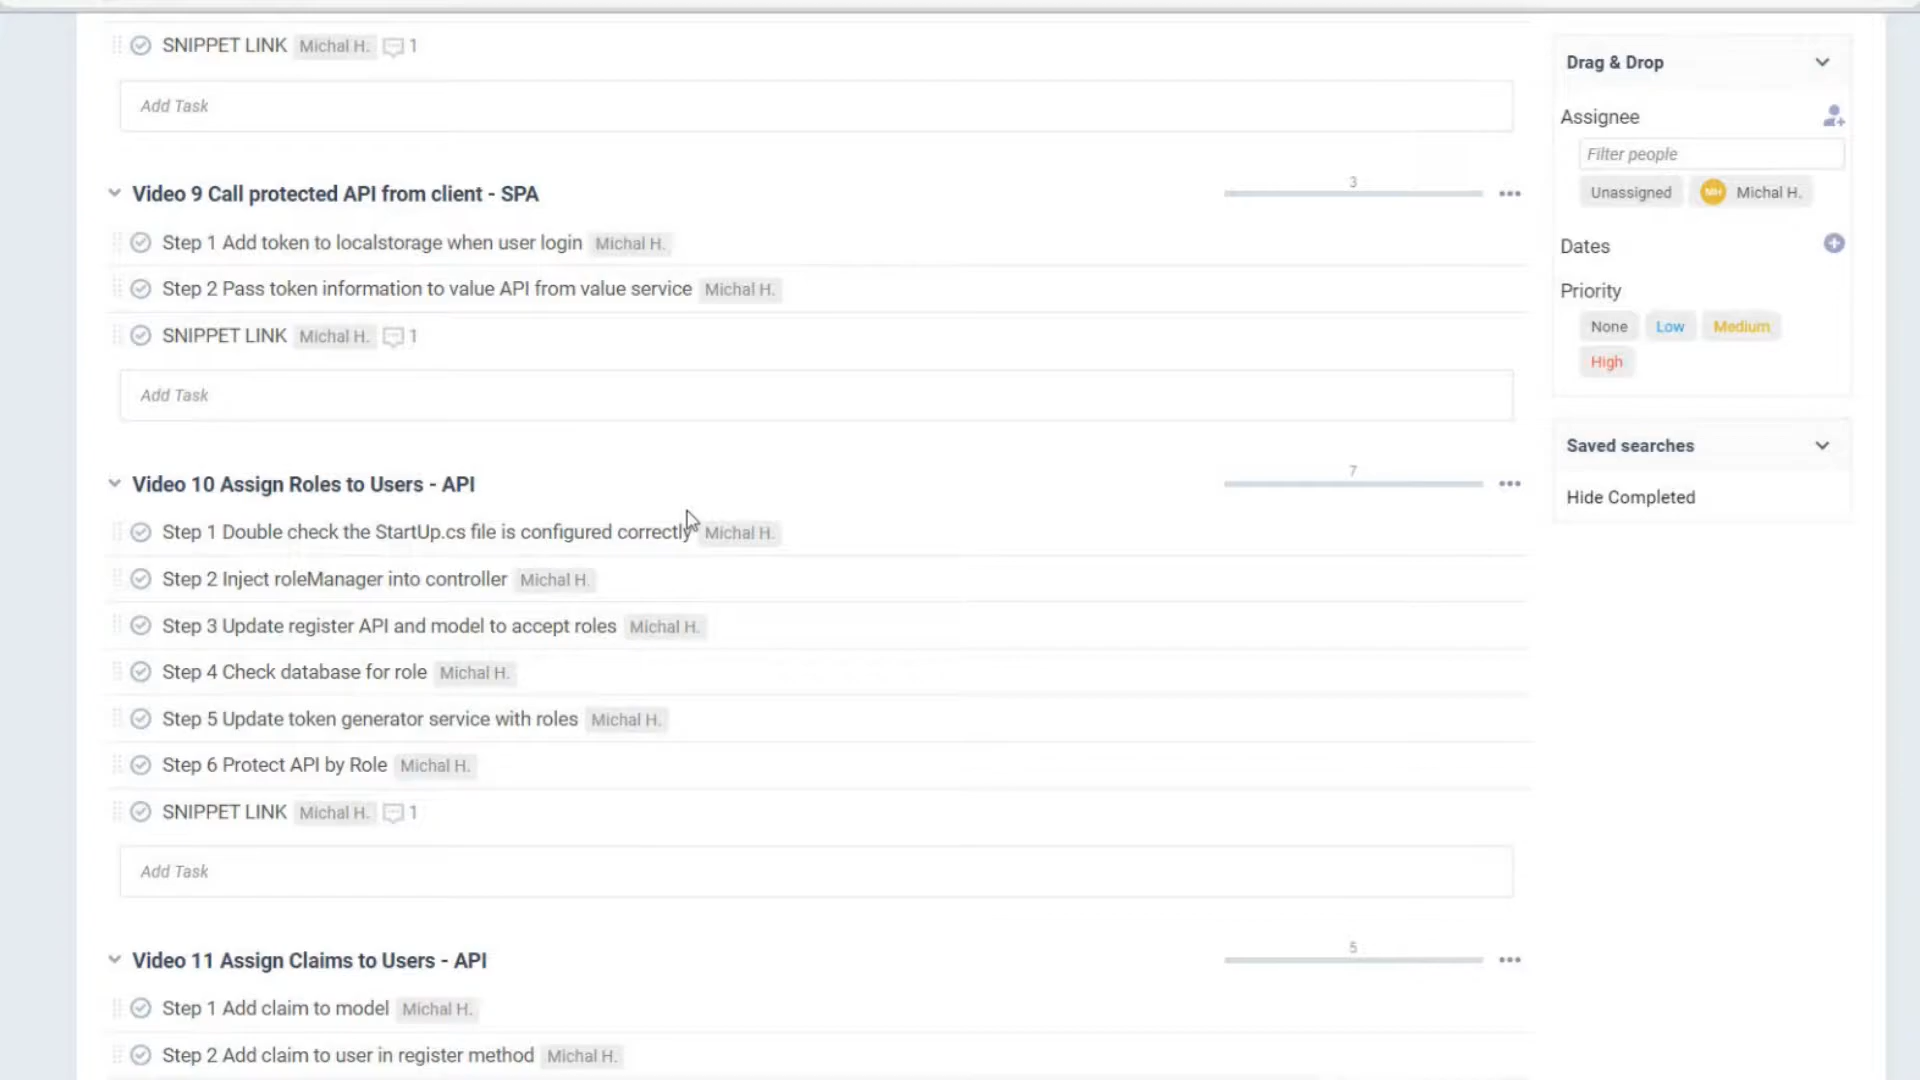 SNIPPET LINK Michal H. 1
Add Task
Video 9 Call protected API from client - SPA 3
Step 1 Add token to localstorage when user login Michal H.
Step 2 Pass token information to value API from value service Michal H.
SNIPPET LINK Michal H. 1
Add Task
Video 10 Assign Roles to Users - API 7
Step 1 Double check the StartUp.cs file is configured correctly Michal H.
Step 2 Inject roleManager into controller Michal H.
Step 3 Update register API and model to accept roles Michal H.
Step 4 Check database for role Michal H.
Step 5 Update token generator service with roles Michal H.
Step 6 Protect API by Role Michal H.
SNIPPET LINK Michal H. 1
Add Task
Video 11 Assign Claims to Users - API 5
Step 1 Add claim to model Michal H.
Step 2 Add claim to user in register method Michal H.
Drag & Drop
Assignee
Filter people
Unassigned MH Michal H.
Dates
Priority
None Low Medium
High
Saved searches
Hide Completed